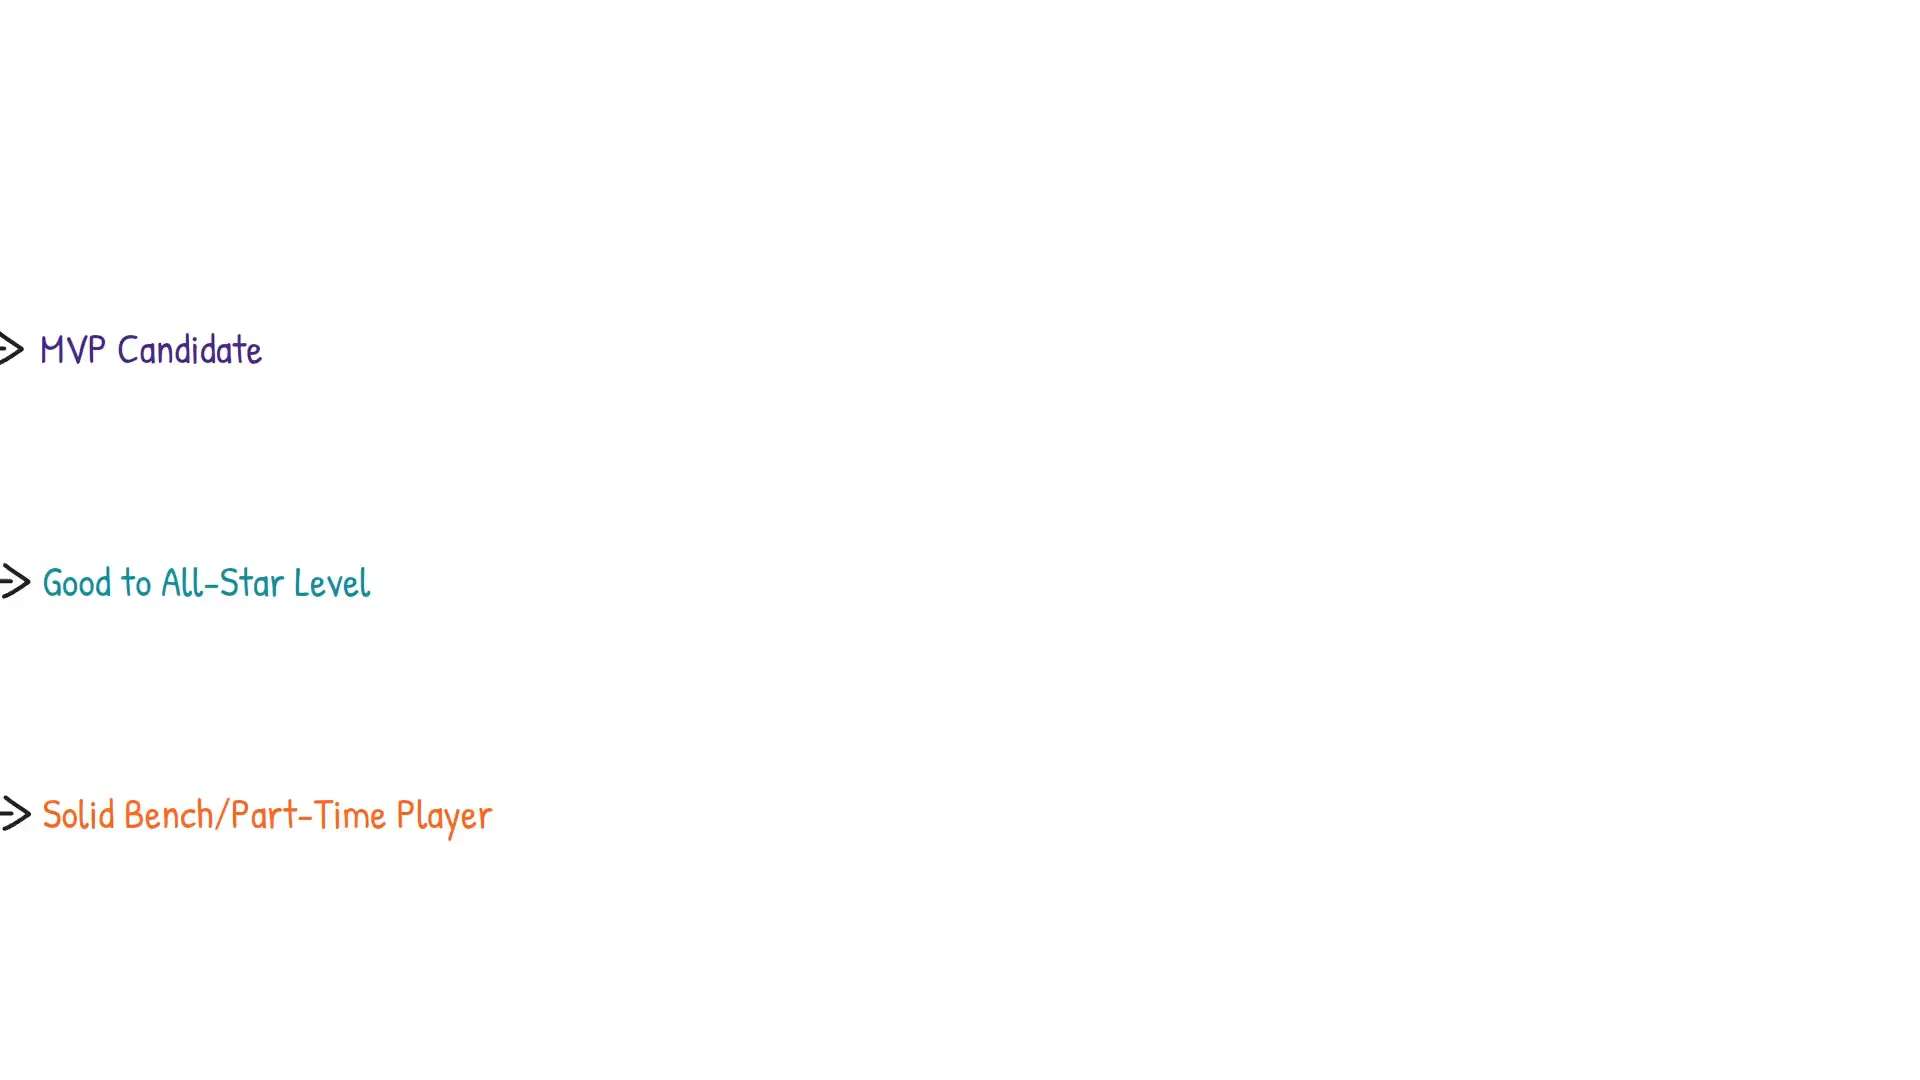 MVP Candidate
Good to All-Star Level
Solid Bench/Part-Time Player